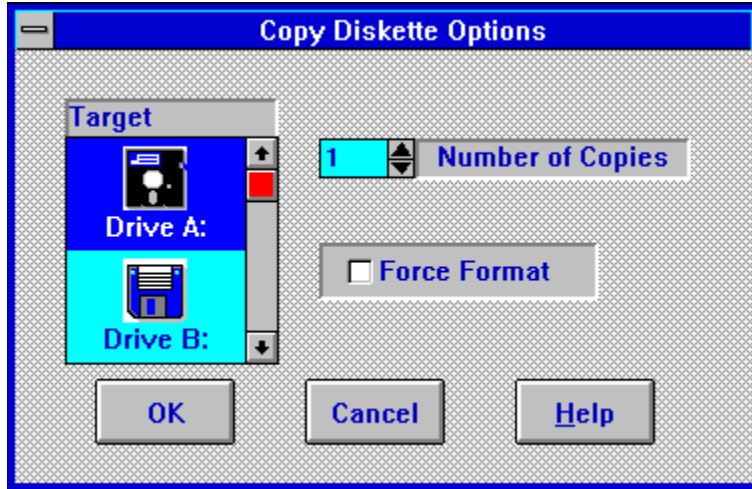 Copy Diskette Options
Target
Drive A:
Drive B:
1 Number of Copies
Force Format
OK
Cancel
Help